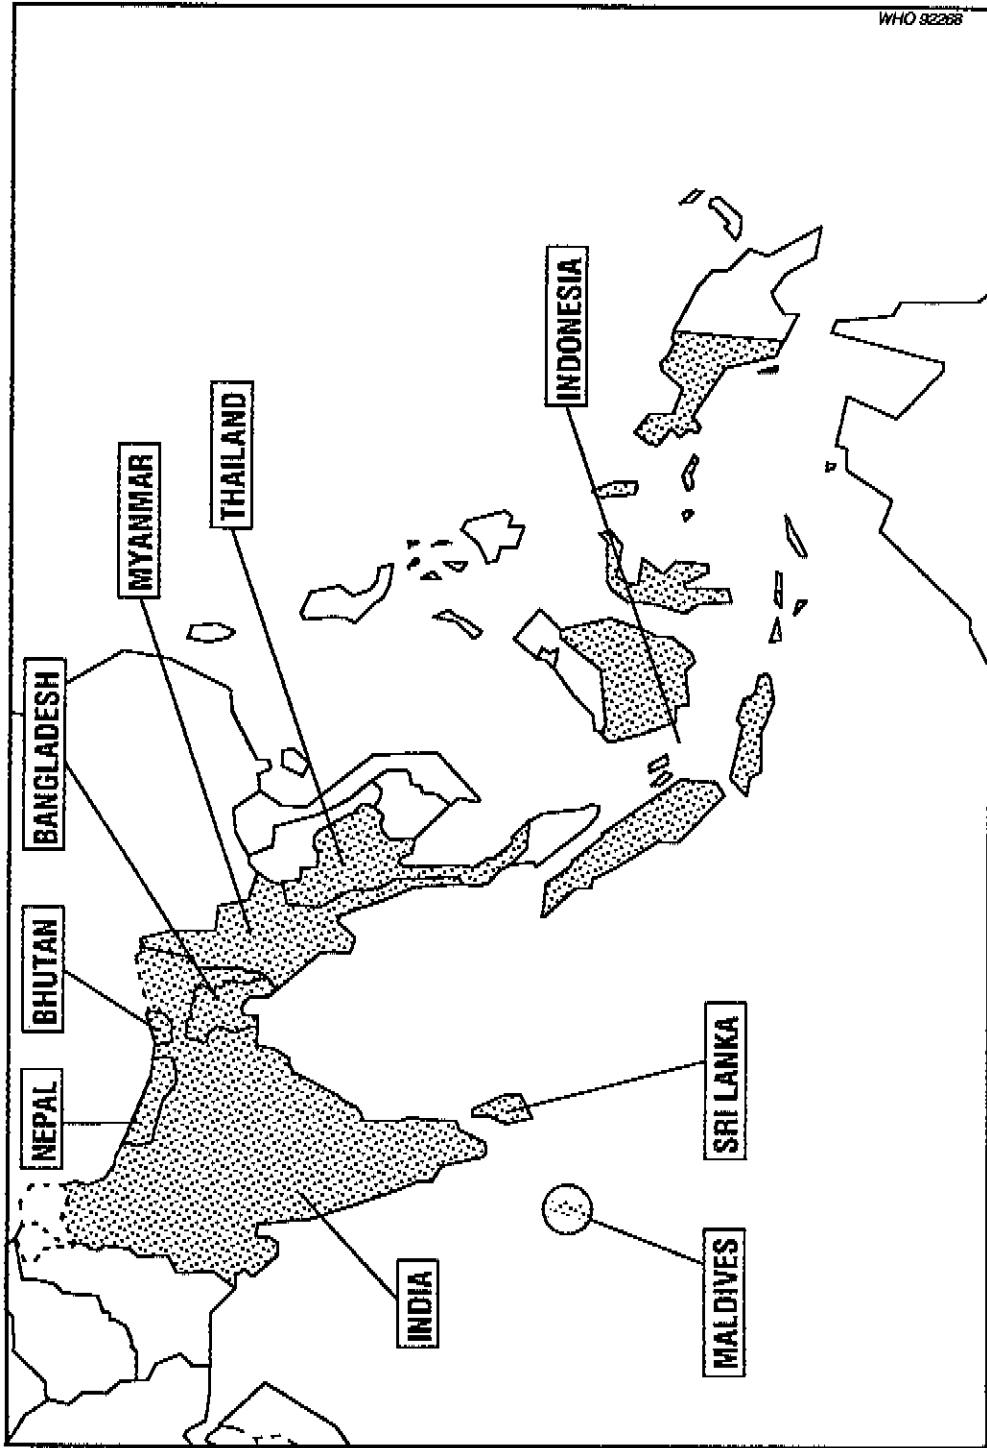 WHO 92268
NEPAL
BHUTAN
BANGLADESH
MYANMAR
THAILAND
INDONESIA
INDIA
MALDIVES
SRI LANKA